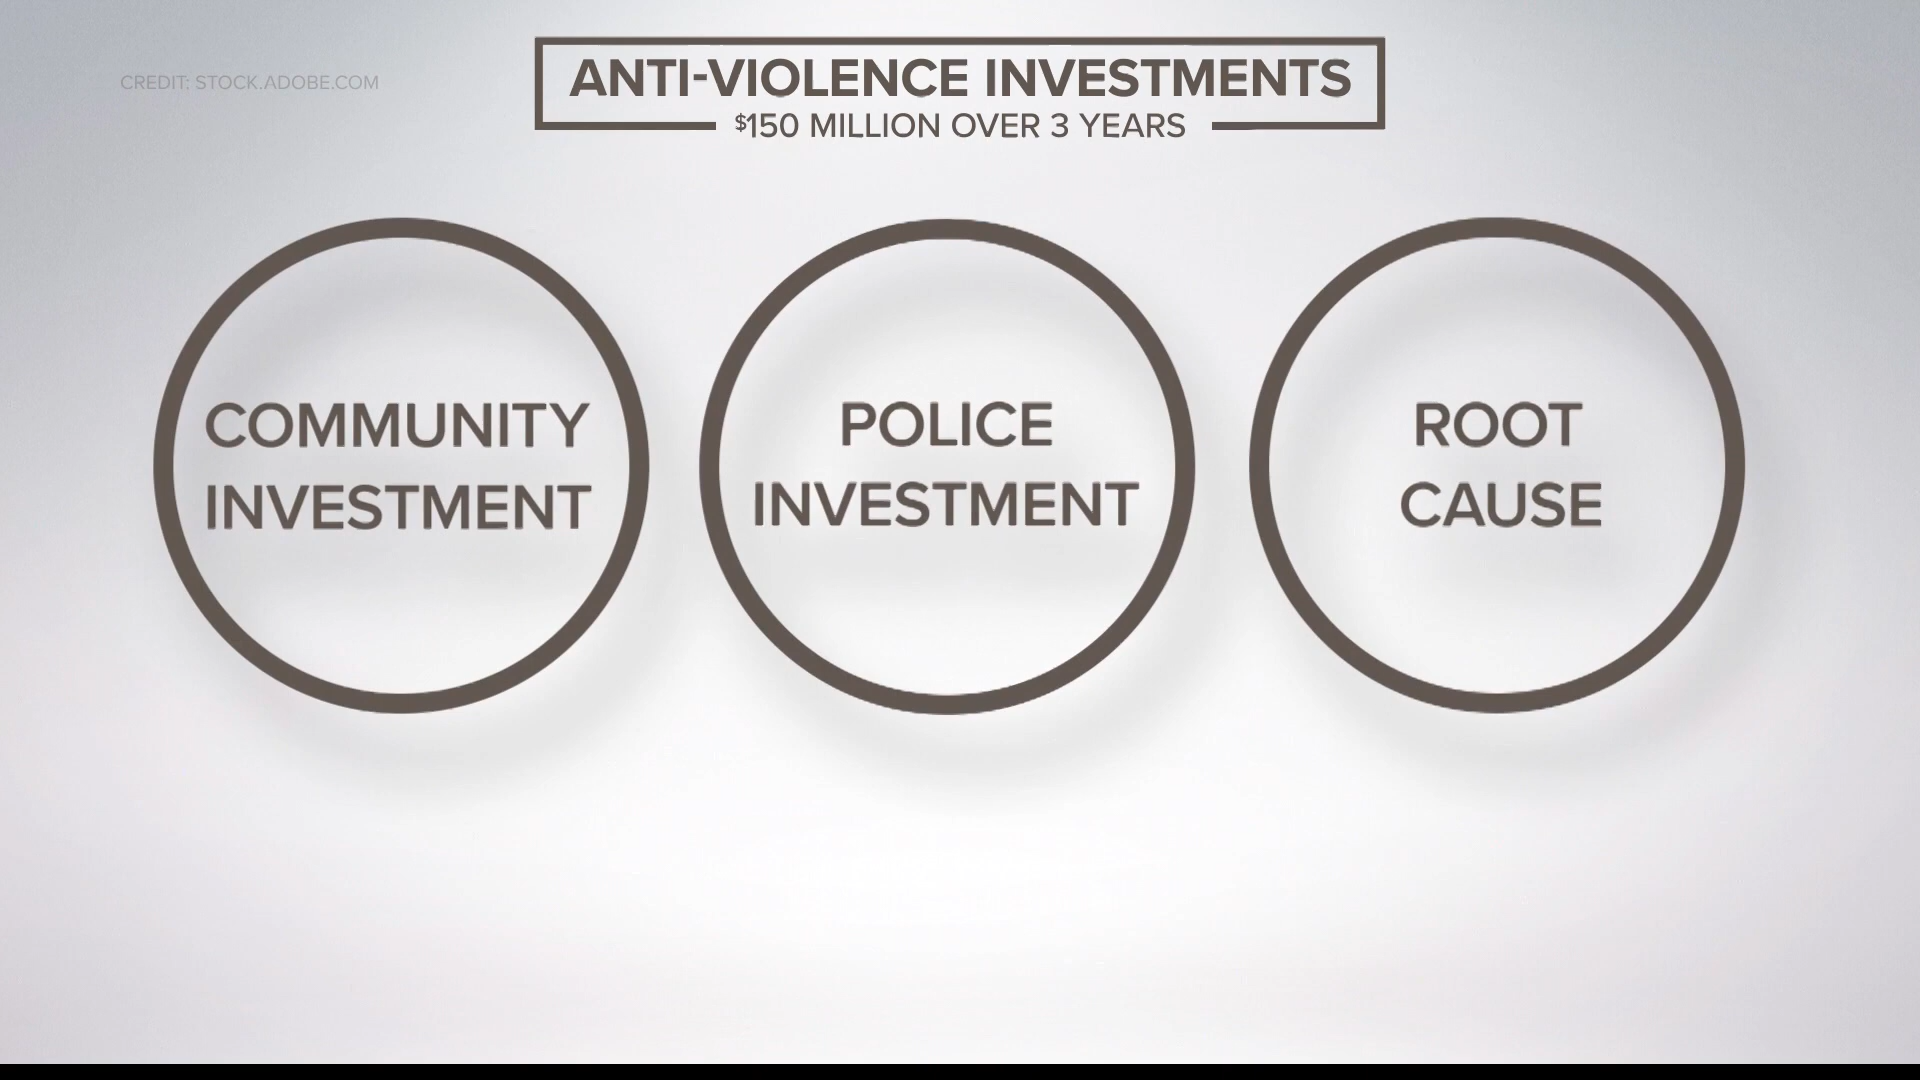 CREDIT: STOCK.ADOBE.COM
ANTI-VIOLENCE INVESTMENTS
$150 MILLION OVER 3 YEARS
COMMUNITY
INVESTMENT
POLICE
INVESTMENT
ROOT
CAUSE